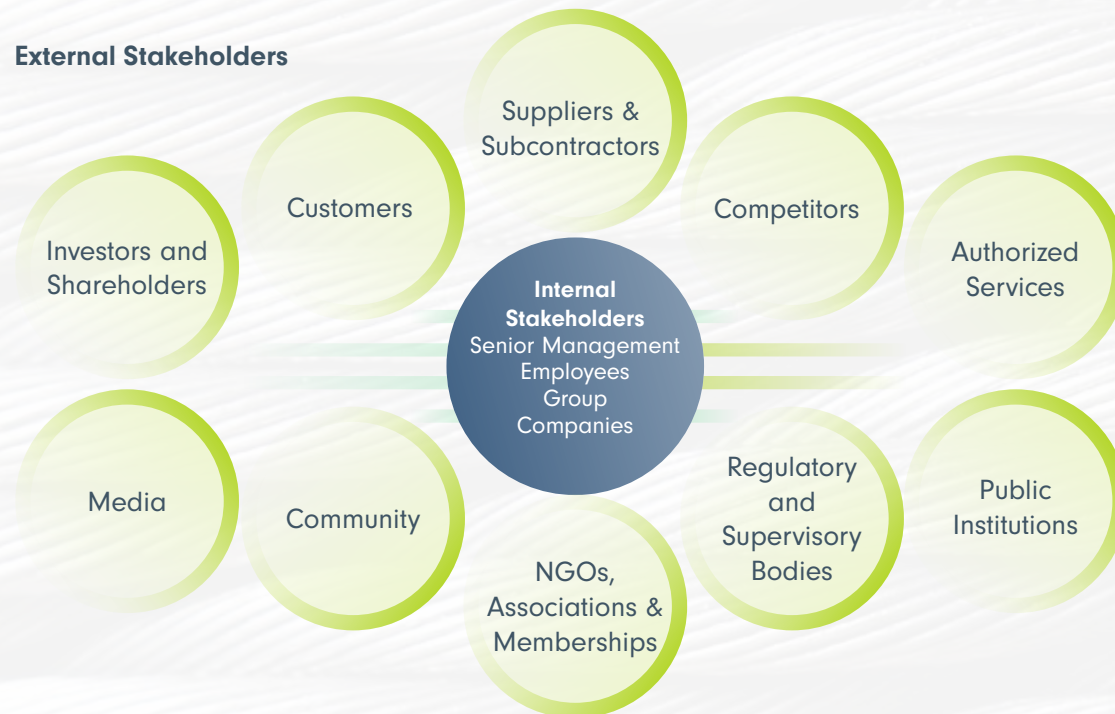 External Stakeholders
Suppliers &
Subcontractors
Customers
Competitors
Investors and
Shareholders
Authorized
Services
Internal
Stakeholders
Senior Management
Employees
Group
Companies
Media
Community
NGOs,
Associations &
Memberships
Regulatory
and
Supervisory
Bodies
Public
Institutions